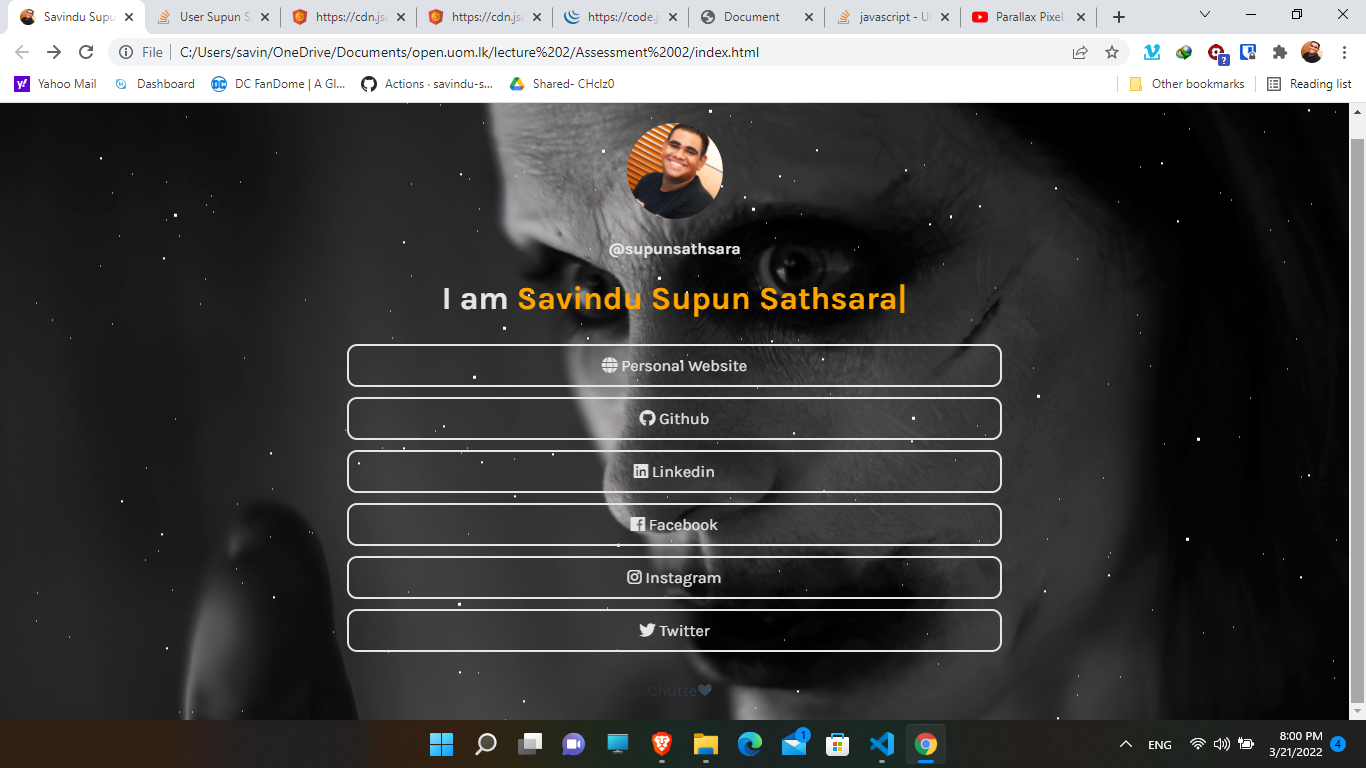 Savindu Supu
User Supun S
https://cdn.jsd
https://cdn.jsd
https://code.j
Document
javascript - U
Parallax Pixel
File
C:/Users/savin/OneDrive/Documents/open.uom.lk/lecture%202/Assessment%2002/index.html
?
y!
Yahoo Mail
Dashboard
DC FanDome | A Gl...
Actions · savindu-s...
Shared- CHclz0
Other bookmarks
Reading list
@supunsathsara
I am Savindu Supun Sathsara|
Personal Website
Github
Linkedin
Facebook
Instagram
Twitter
Chutte
1
ENG
8:00 PM
3/21/2022
4